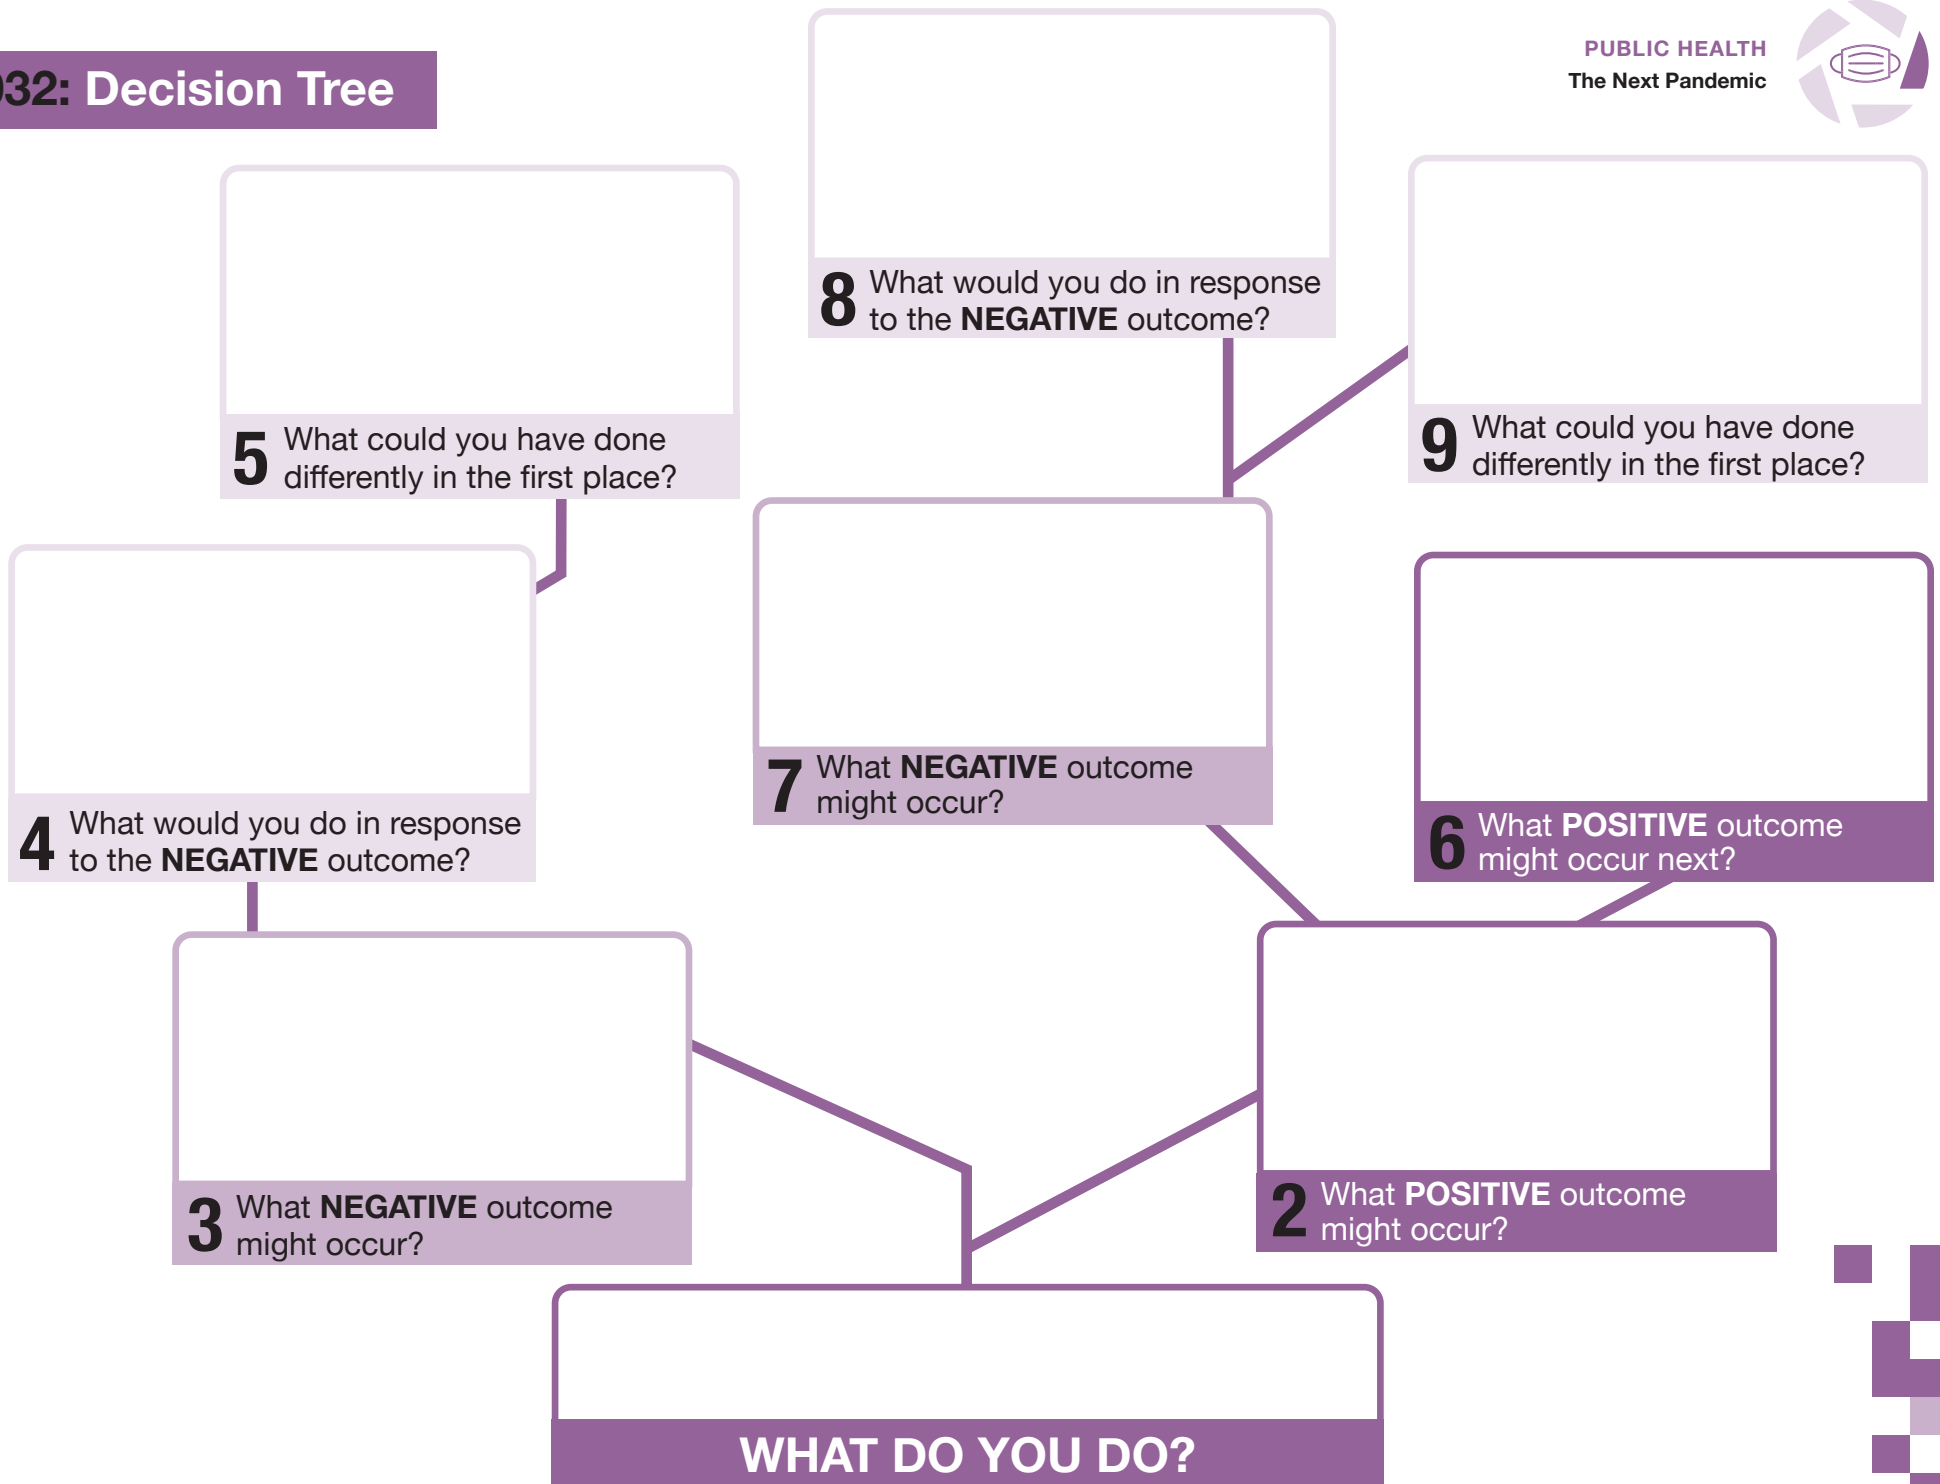 32: Decision Tree
PUBLIC HEALTH
The Next Pandemic
8 What would you do in response
to the NEGATIVE outcome?
5 What could you have done
differently in the first place?
9 What could you have done
differently in the first place?
7 What NEGATIVE outcome
might occur?
4 What would you do in response
to the NEGATIVE outcome?
6 What POSITIVE outcome
might occur next?
3 What NEGATIVE outcome
might occur?
2 What POSITIVE outcome
might occur?
WHAT DO YOU DO?